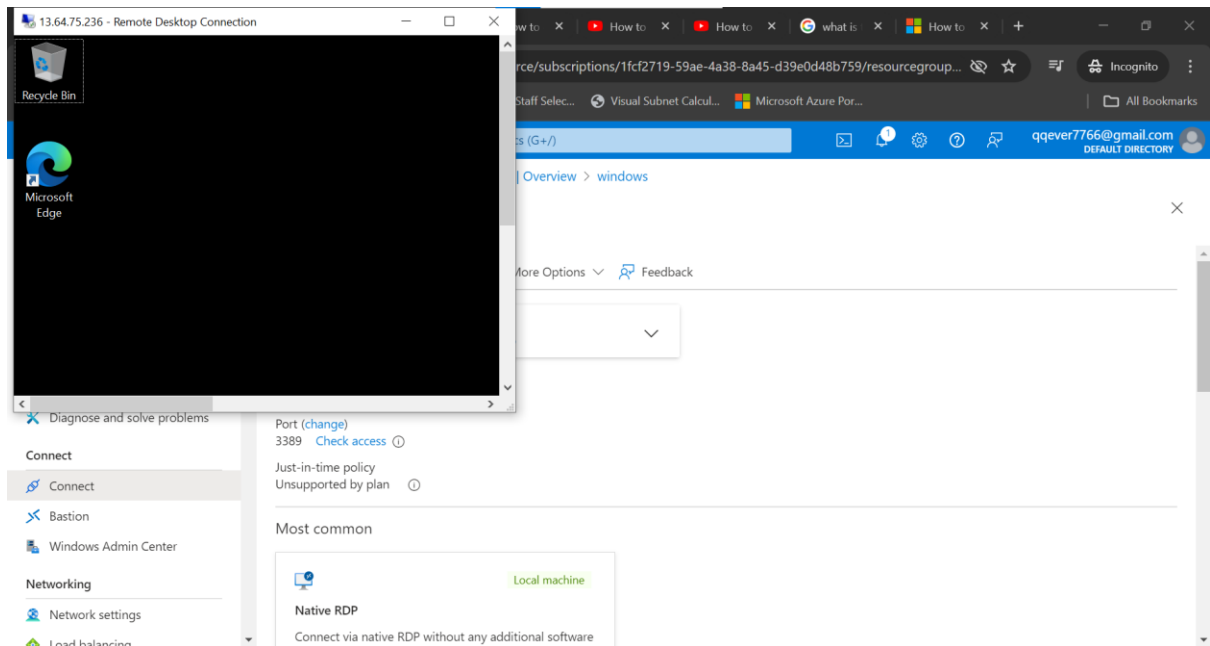 13.64.75.236 - Remote Desktop Connection
Recycle Bin
Microsoft
Edge
ow to
How to
How to
what is
How to
rce/subscriptions/1fcf2719-59ae-4a38-8a45-d39e0d48b759/resourcegroup...
Incognito
Staff Selec...
Visual Subnet Calcul...
Microsoft Azure Por...
All Bookmarks
cs (G+/)
1
qqever7766@gmail.com
DEFAULT DIRECTORY
| Overview > windows
More Options
Feedback
Diagnose and solve problems
Connect
Connect
Bastion
Windows Admin Center
Networking
Network settings
Load balancing
Port (change)
3389 Check access
Just-in-time policy
Unsupported by plan
Most common
Local machine
Native RDP
Connect via native RDP without any additional software